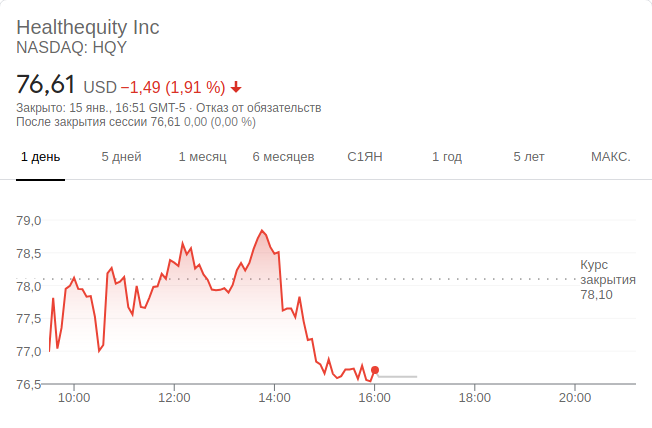 Healthequity Inc
NASDAQ: HQY
76,61 USD −1,49 (1,91 %)
Закрыто: 15 янв., 16:51 GMT-5 · Отказ от обязательств
После закрытия сессии 76,61 0,00 (0,00 %)
1 день 5 дней 1 месяц 6 месяцев С1ЯН 1 год 5 лет МАКС.
79,0
78,5
Курс
закрытия
78,10
78,0
77,5
77,0
76,5
10:00 12:00 14:00 16:00 18:00 20:00